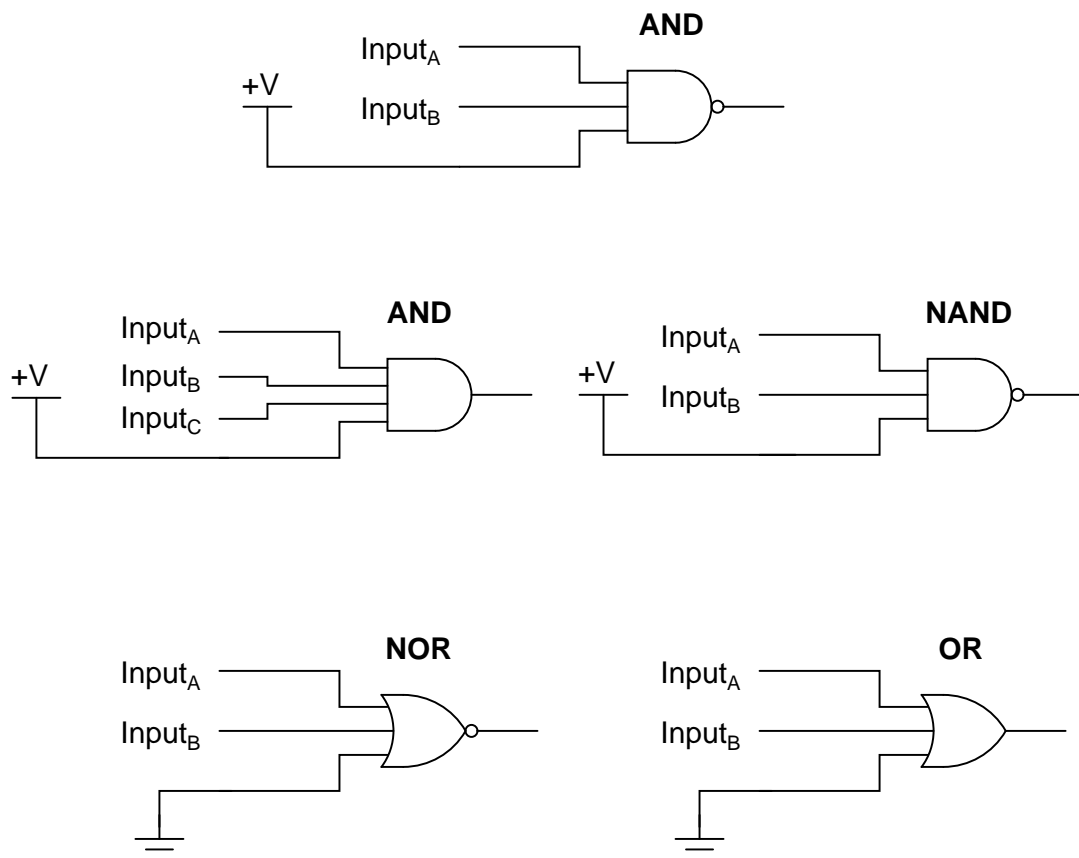 AND
Input_A
+V
Input_B
AND
Input_A
+V
Input_B
Input_C
NAND
Input_A
+V
Input_B
NOR
Input_A
Input_B
OR
Input_A
Input_B